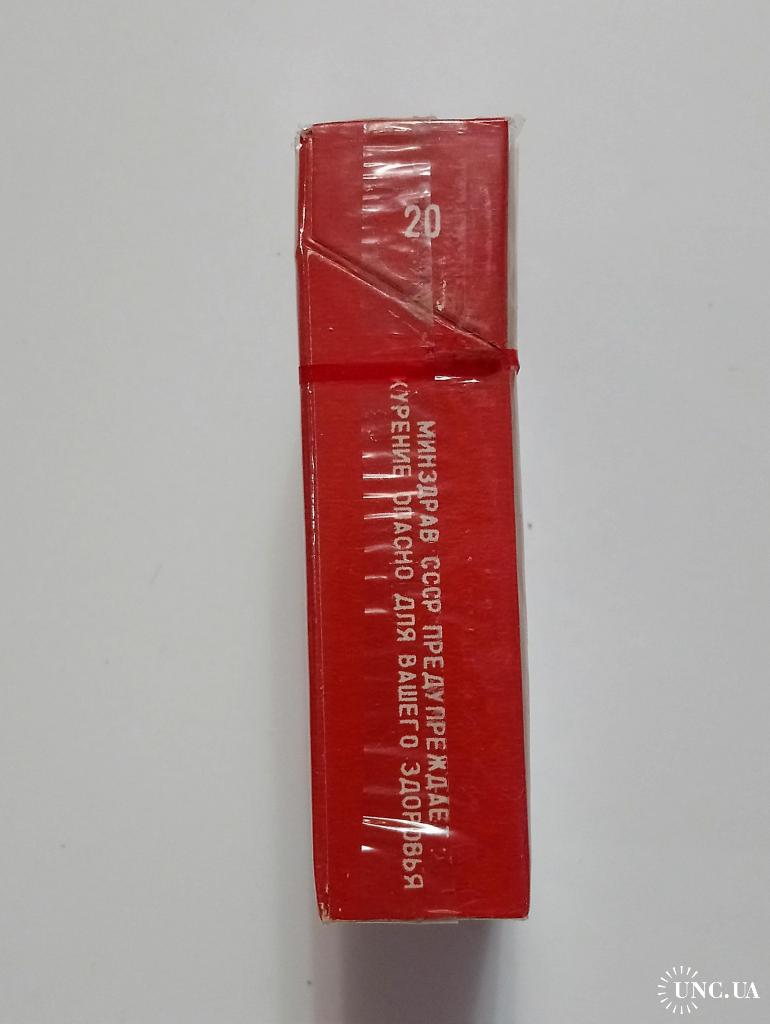 20
МИНЗДРАВ СССР ПРЕДУПРЕЖДАЕТ:
КУРЕНИЕ ОПАСНО ДЛЯ ВАШЕГО ЗДОРОВЬЯ
UNC.UA